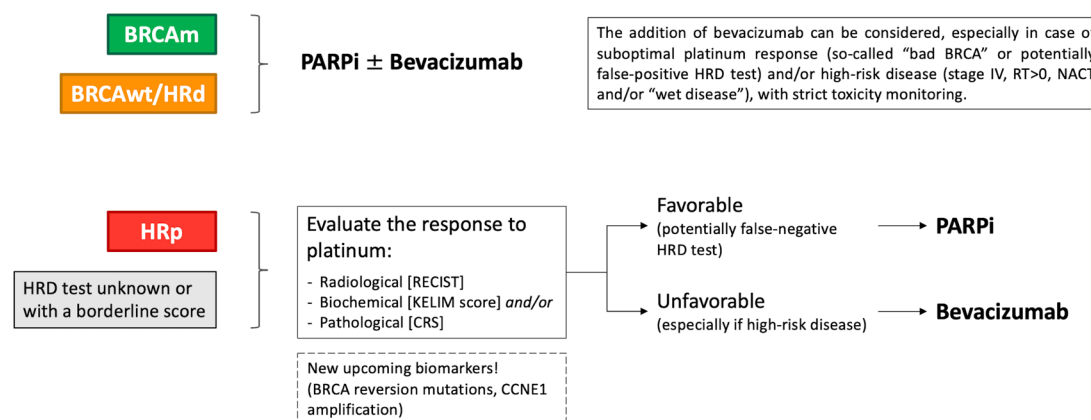 BRCAm
BRCAwt/HRd
PARPi ± Bevacizumab
The addition of bevacizumab can be considered, especially in case o
suboptimal platinum response (so-called “bad BRCA” or potentially
false-positive HRD test) and/or high-risk disease (stage IV, RT>0, NACT
and/or “wet disease”), with strict toxicity monitoring.
HRp
HRD test unknown or
with a borderline score
Evaluate the response to
platinum:
- Radiological [RECIST]
- Biochemical [KELIM score] and/or
- Pathological [CRS]
New upcoming biomarkers!
(BRCA reversion mutations, CCNE1
amplification)
Favorable
(potentially false-negative
HRD test)
PARPi
Unfavorable
(especially if high-risk disease)
Bevacizumab